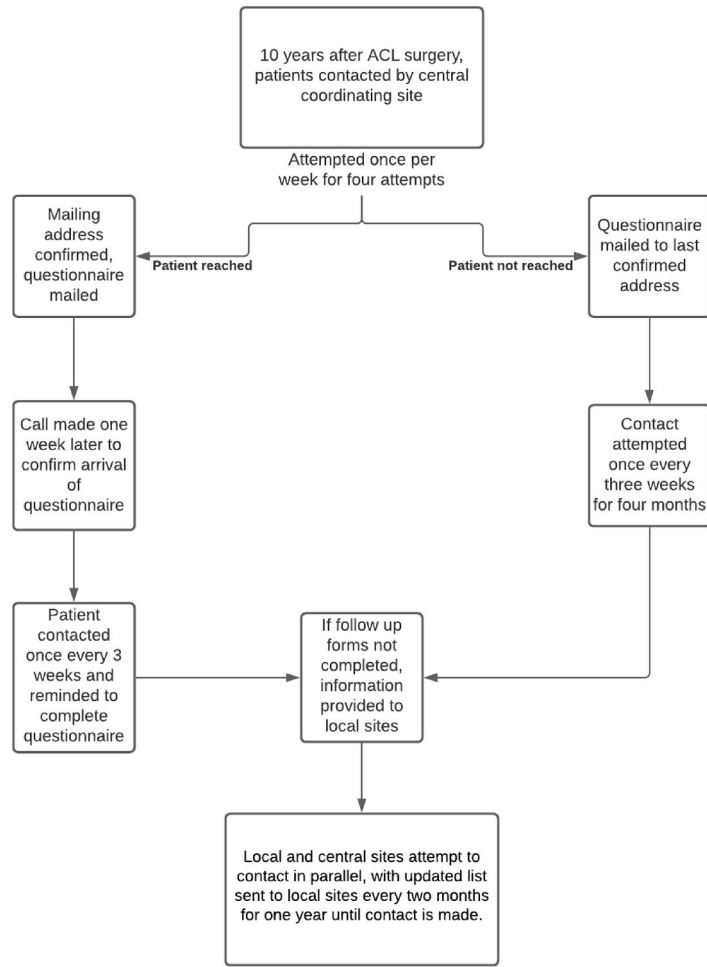 10 years after ACL surgery,
patients contacted by central
coordinating site
Attempted once per
week for four attempts
Patient reached
Patient not reached
Mailing
address
confirmed,
questionnaire
mailed
Questionnaire
mailed to last
confirmed
address
Call made one
week later to
confirm arrival
of
questionnaire
Contact
attempted
once every
three weeks
for four months
Patient
contacted
once every 3
weeks and
reminded to
complete
questionnaire
If follow up
forms not
completed,
information
provided to
local sites
Local and central sites attempt to
contact in parallel, with updated list
sent to local sites every two months
for one year until contact is made.